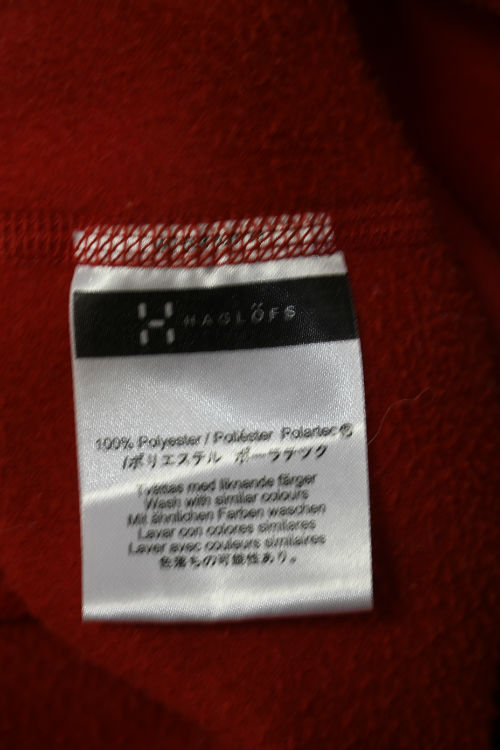 HAGLÖFS
100% Polyester / Poliéster Polartec®
/ポリエステル ポーラテック
Tvättas med liknande färger
Wash with similar colours
Mit ähnlichen Farben waschen
Lavar con colores similares
Laver avec couleurs similaires
色落ちの可能性あり。